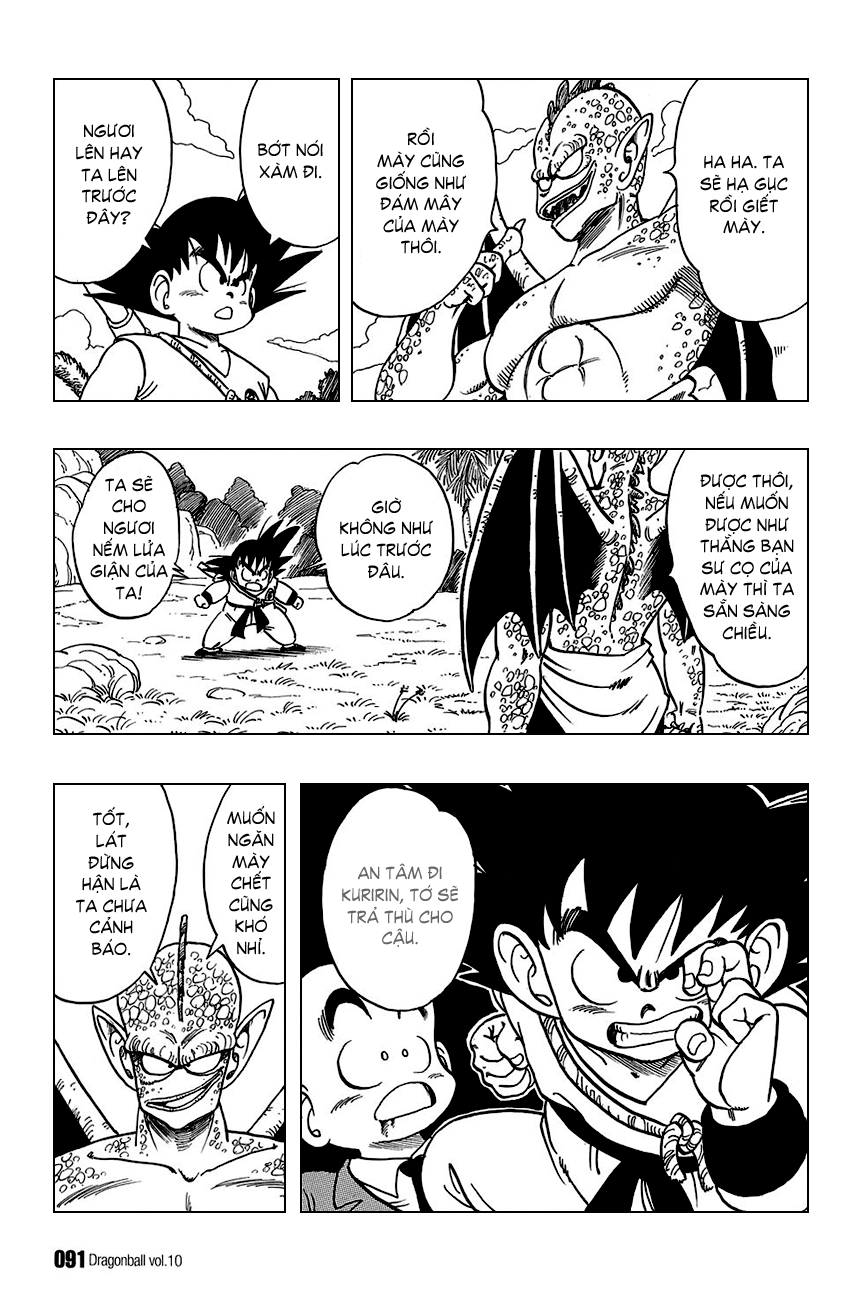 HA HA. TA
SẼ HẠ GỤC
RỒI GIẾT
MÀY.
RỒI
MÀY CŨNG
GIỐNG NHƯ
ĐÁM MÂY
CỦA MÀY
THÔI.
BỚT NÓI
XÀM ĐI.
NGƯƠI
LÊN HAY
TA LÊN
TRƯỚC
ĐÂY?
ĐƯỢC THÔI,
NẾU MUỐN
ĐƯỢC NHƯ
THẰNG BẠN
SƯ CỌ CỦA
MÀY THÌ TA
SẴN SÀNG
CHIỀU.
GIỜ
KHÔNG NHƯ
LÚC TRƯỚC
ĐÂU.
TA SẼ
CHO
NGƯƠI
NẾM LỬA
GIẬN CỦA
TA!
AN TÂM ĐI
KURIRIN, TỚ SẼ
TRẢ THÙ CHO
CẬU.
MUỐN
NGĂN
MÀY
CHẾT
CŨNG
KHÓ
NHỈ.
TỐT,
LÁT
ĐỪNG
HẬN LÀ
TA CHƯA
CẢNH
BÁO.
091 Dragonball vol.10